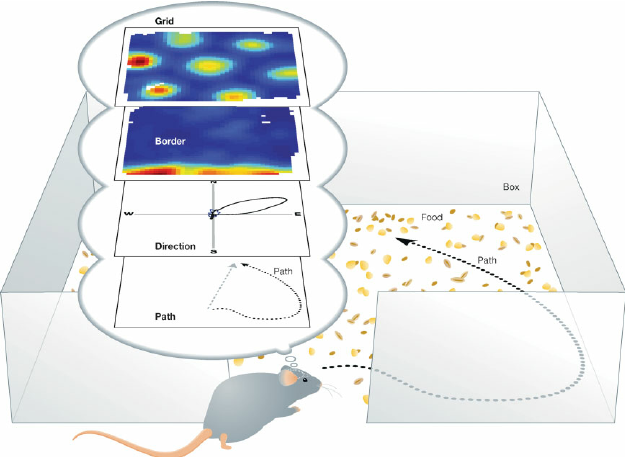 Grid
Border
N
W
E
Direction
S
Path
Path
Box
Food
Path